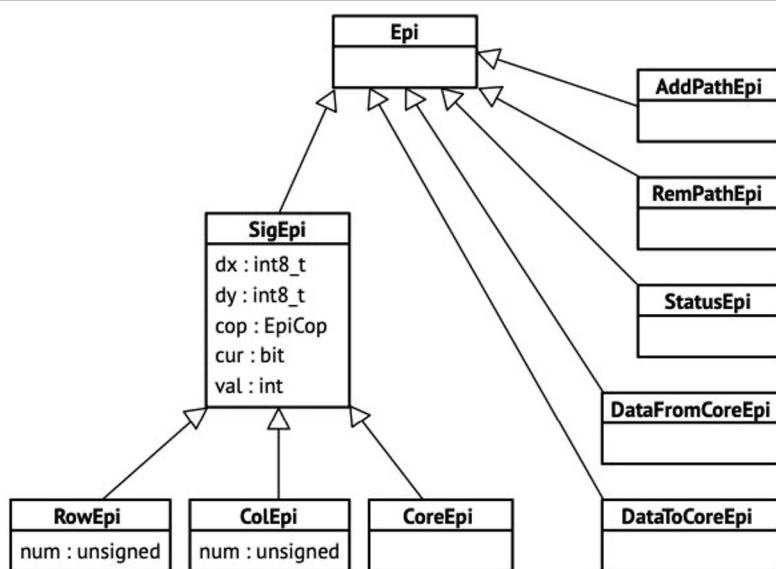 Epi
AddPathEpi
RemPathEpi
SigEpi
dx : int8_t
dy : int8_t
cop : EpiCop
cur : bit
val : int
StatusEpi
DataFromCoreEpi
RowEpi
num : unsigned
ColEpi
num : unsigned
CoreEpi
DataToCoreEpi